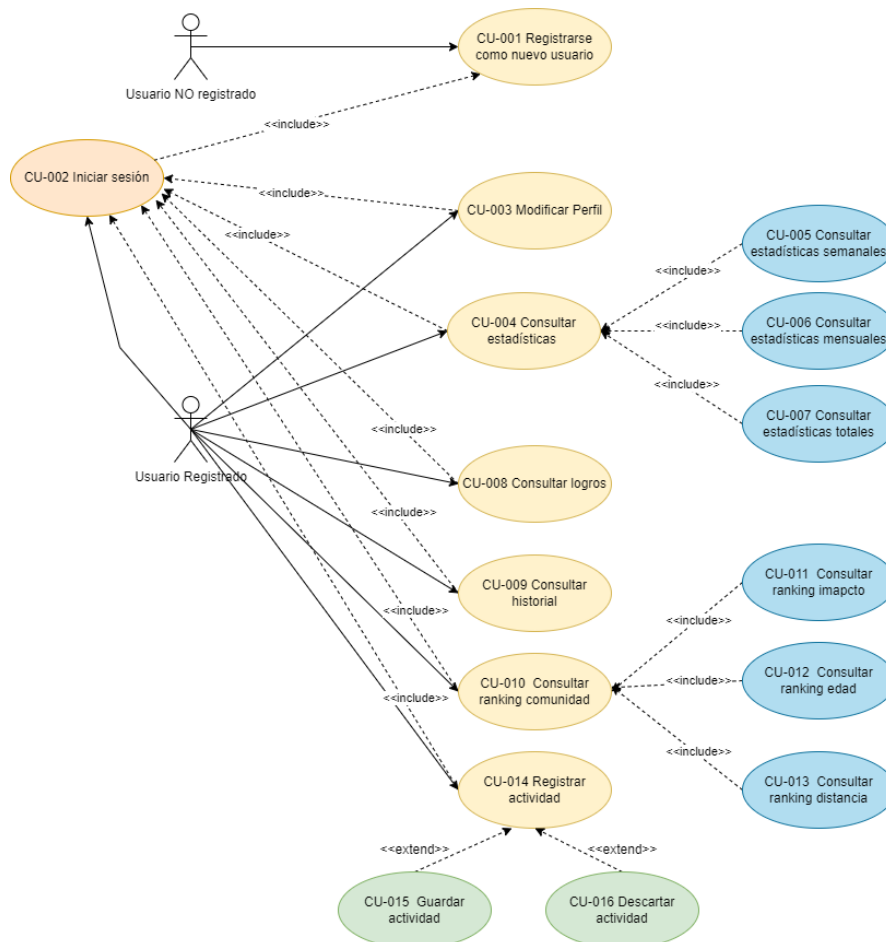 CU-001 Registrarse
como nuevo usuario
Usuario NO registrado
<<include>>
CU-002 Iniciar sesión
<<include>>
CU-003 Modificar Perfil
<<include>>
CU-005 Consultar
estadísticas semanales
<<include>>
CU-004 Consultar
estadísticas
CU-006 Consultar
estadísticas mensuales
<<include>>
CU-007 Consultar
estadísticas totales
<<include>>
Usuario Registrado
<<include>>
CU-008 Consultar logros
<<include>>
CU-009 Consultar
historial
<<include>>
CU-011 Consultar
ranking imapcto
<<include>>
CU-010 Consultar
ranking comunidad
CU-012 Consultar
ranking edad
<<include>>
<<include>>
CU-013 Consultar
ranking distancia
<<include>>
CU-014 Registrar
actividad
<<extend>>
<<extend>>
CU-015 Guardar
actividad
CU-016 Descartar
actividad